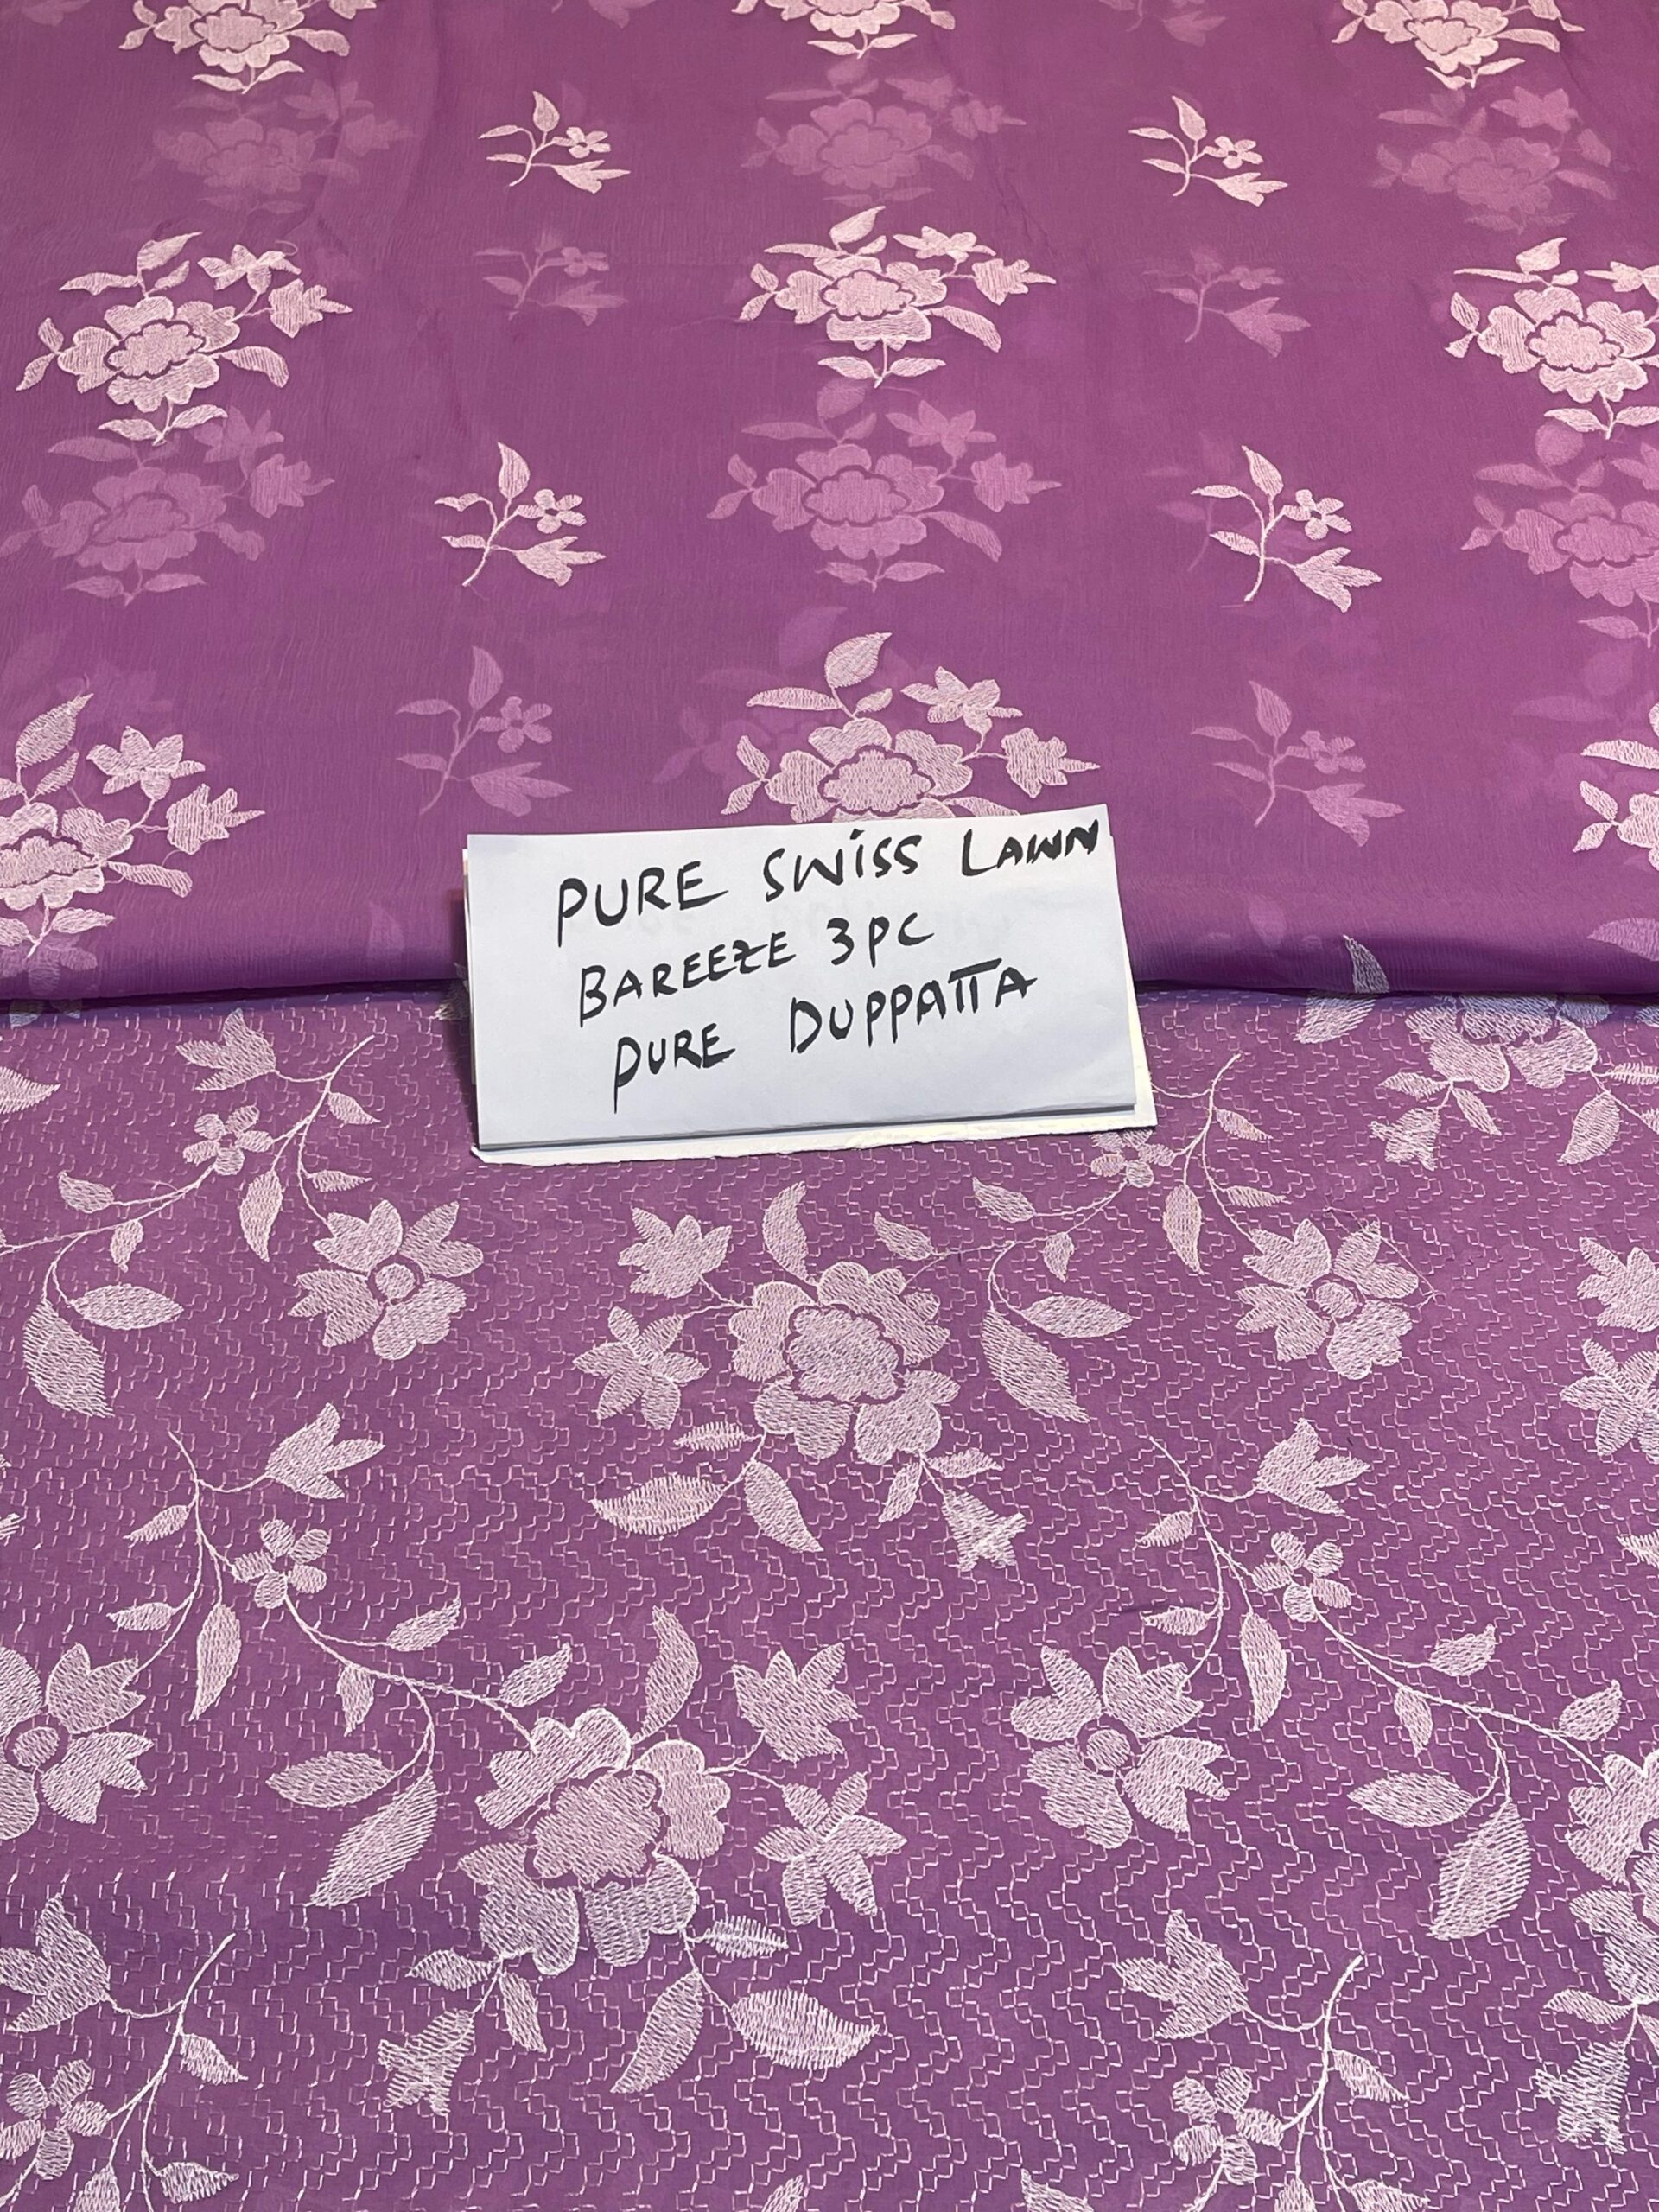 PURE SWiSS LAWN
BAREEZE 3PC
PURE DUPPATTA